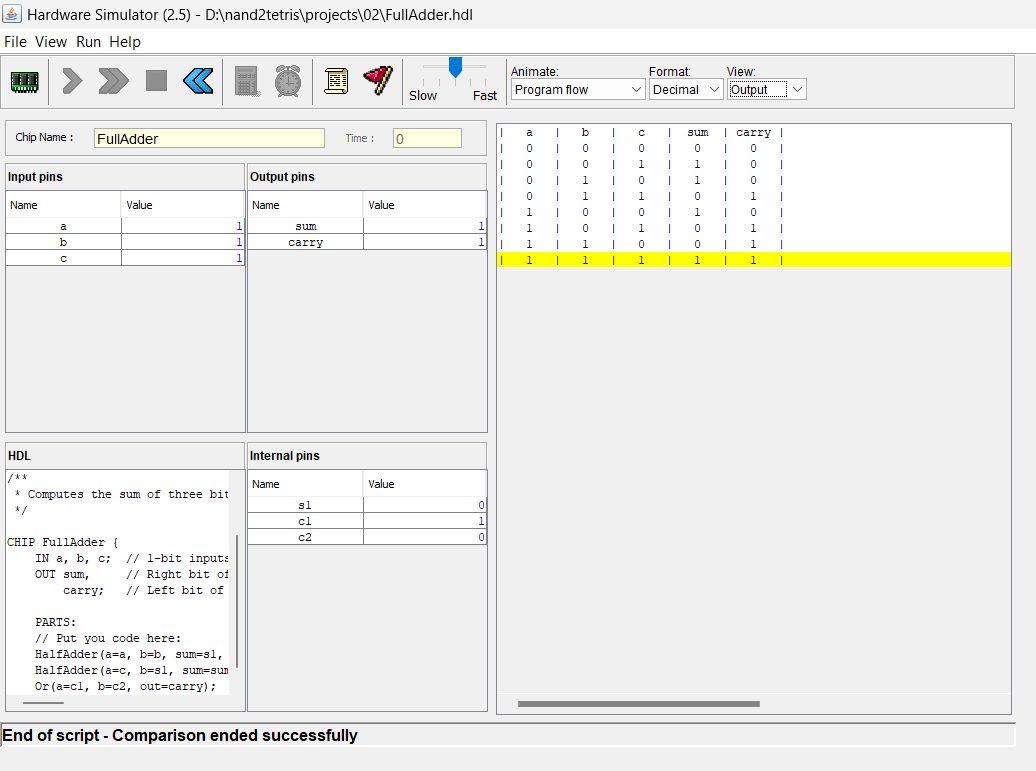 Hardware Simulator (2.5) - D:\nand2tetris\projects\02\FullAdder.hdl
File View Run Help
Slow Fast
Animate: Format: View:
Program flow Decimal Output
Chip Name : FullAdder Time : 0
Input pins
Name Value
a 1
b 1
c 1
Output pins
Name Value
sum 1
carry 1
| a | b | c | sum | carry |
| 0 | 0 | 0 | 0 | 0 |
| 0 | 0 | 1 | 1 | 0 |
| 0 | 1 | 0 | 1 | 0 |
| 0 | 1 | 1 | 0 | 1 |
| 1 | 0 | 0 | 1 | 0 |
| 1 | 0 | 1 | 0 | 1 |
| 1 | 1 | 0 | 0 | 1 |
| 1 | 1 | 1 | 1 | 1 |
HDL
/**
* Computes the sum of three bit
*/
CHIP FullAdder {
IN a, b, c; // 1-bit inputs
OUT sum, // Right bit of
carry; // Left bit of
PARTS:
// Put you code here:
HalfAdder(a=a, b=b, sum=s1,
HalfAdder(a=c, b=s1, sum=sum
Or(a=c1, b=c2, out=carry);
Internal pins
Name Value
s1 0
c1 1
c2 0
End of script - Comparison ended successfully